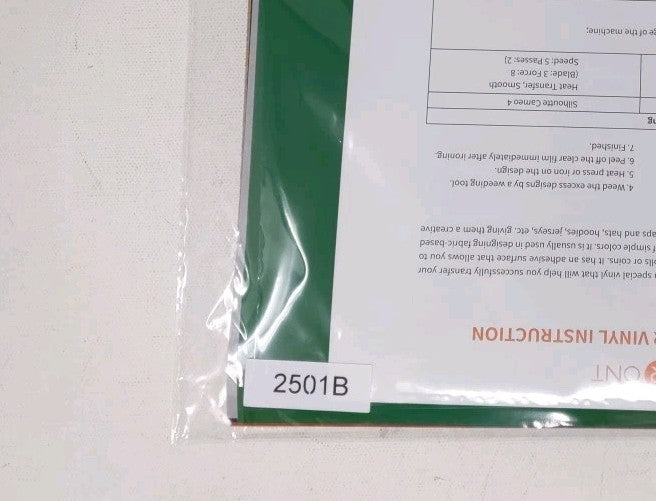 ONT
VINYL INSTRUCTION
a special vinyl that will help you successfully transfer your
or coins. It has an adhesive surface that allows you to
f simple colors. It is usually used in designing fabric-based
aps and hats, hoodies, jerseys, etc. giving them a creative
4. Weed the excess designs by a weeding tool.
5. Heat press or iron on the design.
6. Peel off the clear film immediately after ironing.
7. Finished.
Silhoutte Cameo 4
Heat Transfer, Smooth
(Blade: 3 Force: 8
Speed: 5 Passes: 2)
of the machine;
2501B